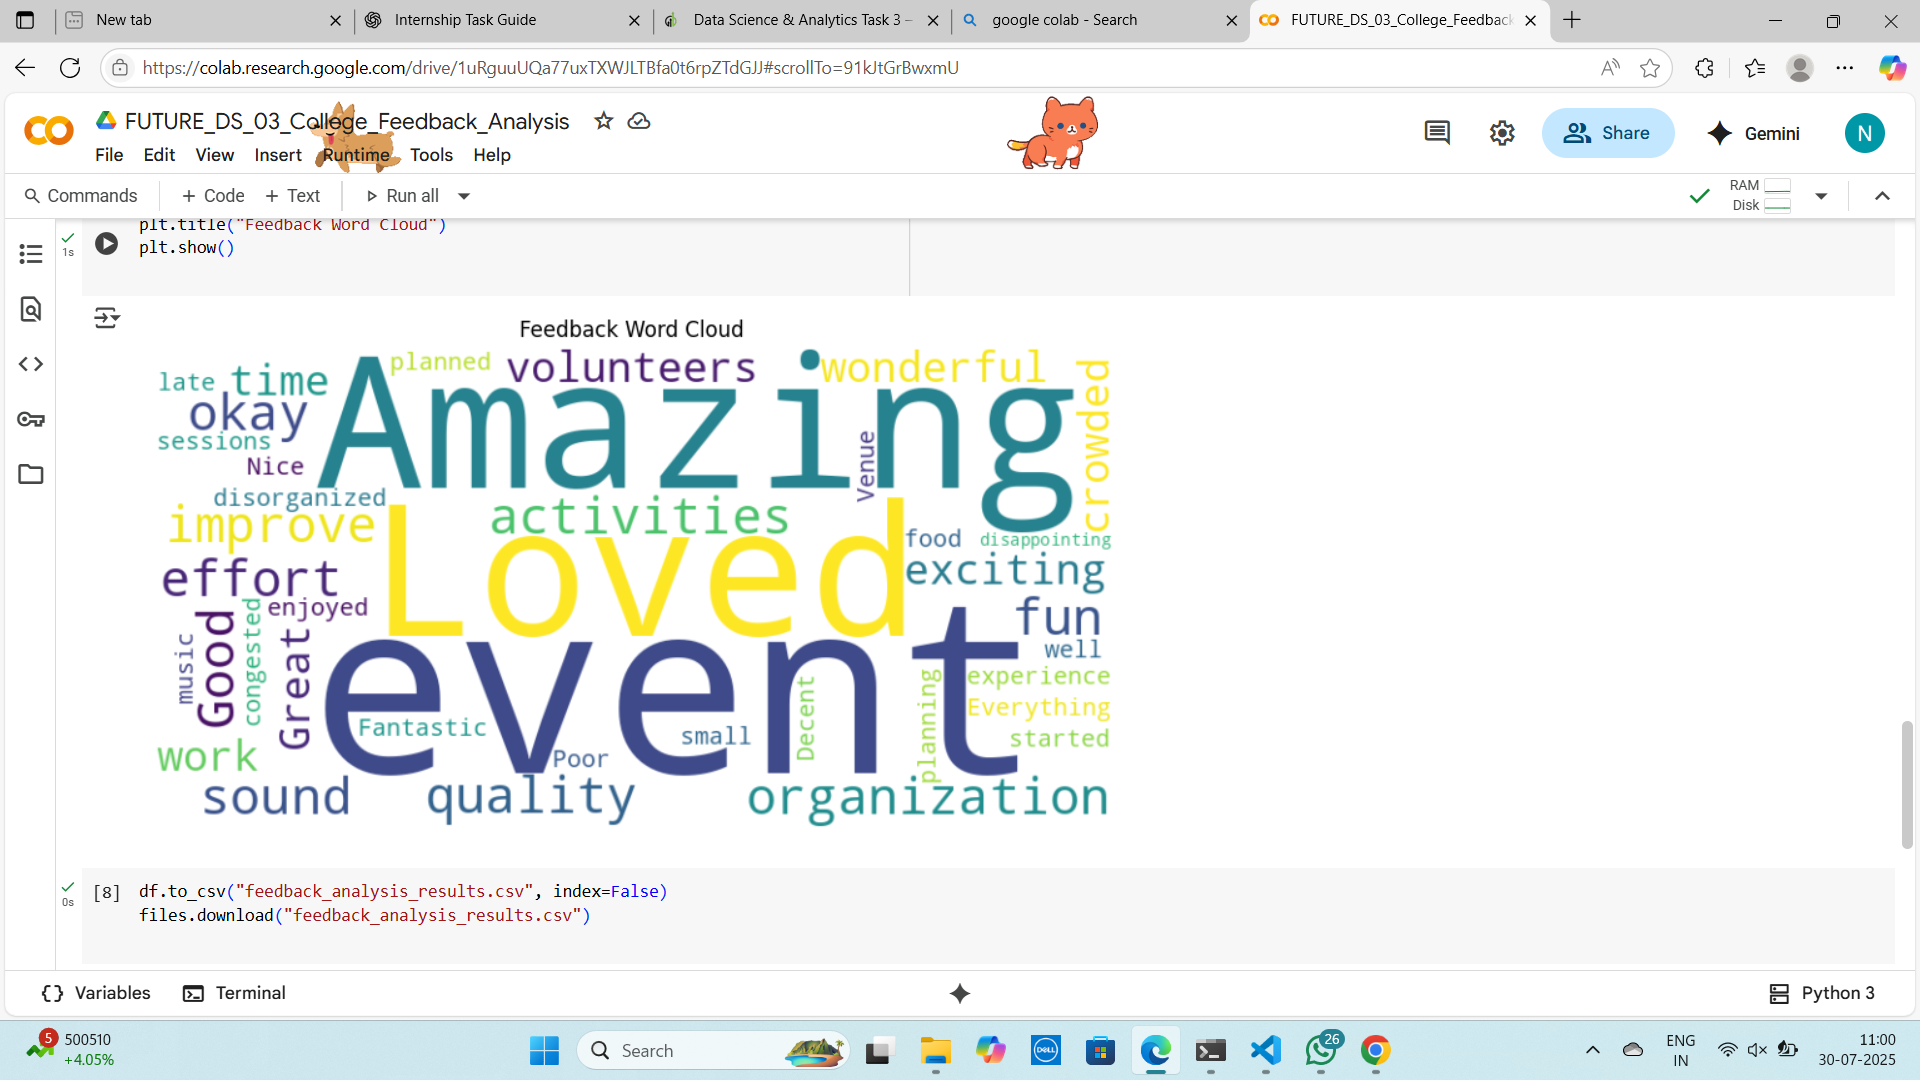 New tab
Internship Task Guide
Data Science & Analytics Task 3 –
google colab - Search
FUTURE_DS_03_College_Feedback
https://colab.research.google.com/drive/1uRguuUQa77uxTXWJLTBfa0t6rpZTdGJJ#scrollTo=91kJtGrBwxmU
FUTURE_DS_03_College_Feedback_Analysis
File Edit View Insert Runtime Tools Help
Share
Gemini
N
Commands
+ Code + Text
Run all
RAM
Disk
plt.title("Feedback Word Cloud")
1s
plt.show()
Feedback Word Cloud
planned
volunteers
wonderful
late
time
Amazing
crowded
okay
sessions
Nice
Venue
disorganized
improve
activities
Loved
food
disappointing
effort
exciting
enjoyed
fun
Good
congested
music
Great
event
well
experience
Everything
Fantastic
small
Decent
planning
started
work
Poor
sound
quality
organization
[8]
0s
df.to_csv("feedback_analysis_results.csv", index=False)
files.download("feedback_analysis_results.csv")
Variables
Terminal
Python 3
5
500510
+4.05%
Search
DELL
26
ENG
IN
11:00
30-07-2025